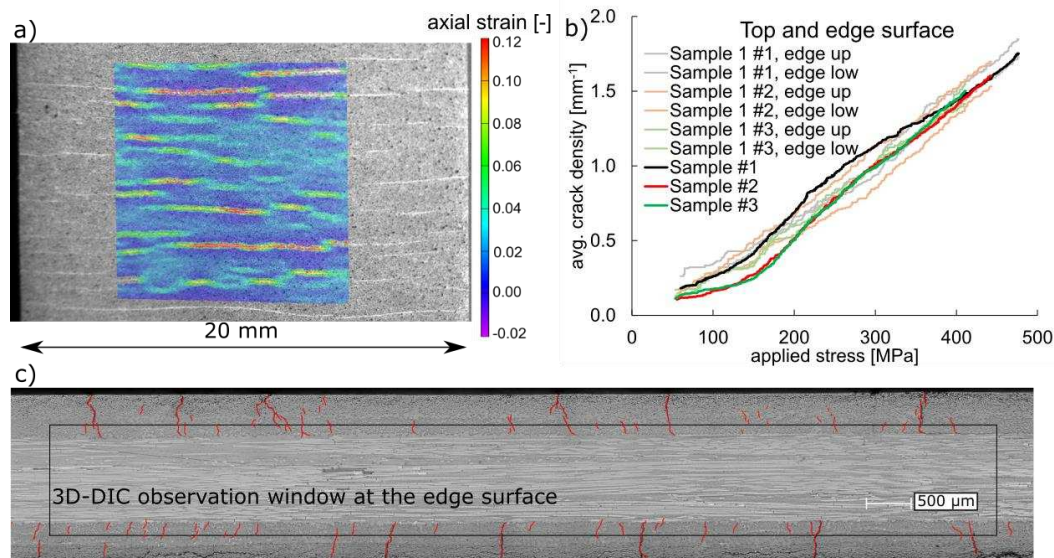 a)
axial strain [-]
0.12
0.10
0.08
0.06
0.04
0.02
0.00
-0.02
20 mm
b)
Top and edge surface
Sample 1 #1, edge up
Sample 1 #1, edge low
Sample 1 #2, edge up
Sample 1 #2, edge low
Sample 1 #3, edge up
Sample 1 #3, edge low
Sample #1
Sample #2
Sample #3
avg. crack density [mm⁻¹]
2.0
1.5
1.0
0.5
0.0
0
100
200
300
400
500
applied stress [MPa]
c)
3D-DIC observation window at the edge surface
500 µm